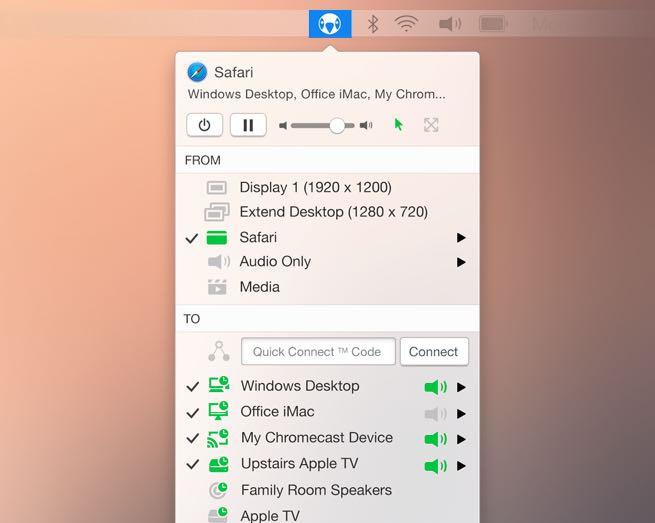 Safari
Windows Desktop, Office iMac, My Chrom...
FROM
Display 1 (1920 x 1200)
Extend Desktop (1280 x 720)
Safari
Audio Only
Media
TO
Quick Connect ™ Code
Connect
Windows Desktop
Office iMac
My Chromecast Device
Upstairs Apple TV
Family Room Speakers
Apple TV